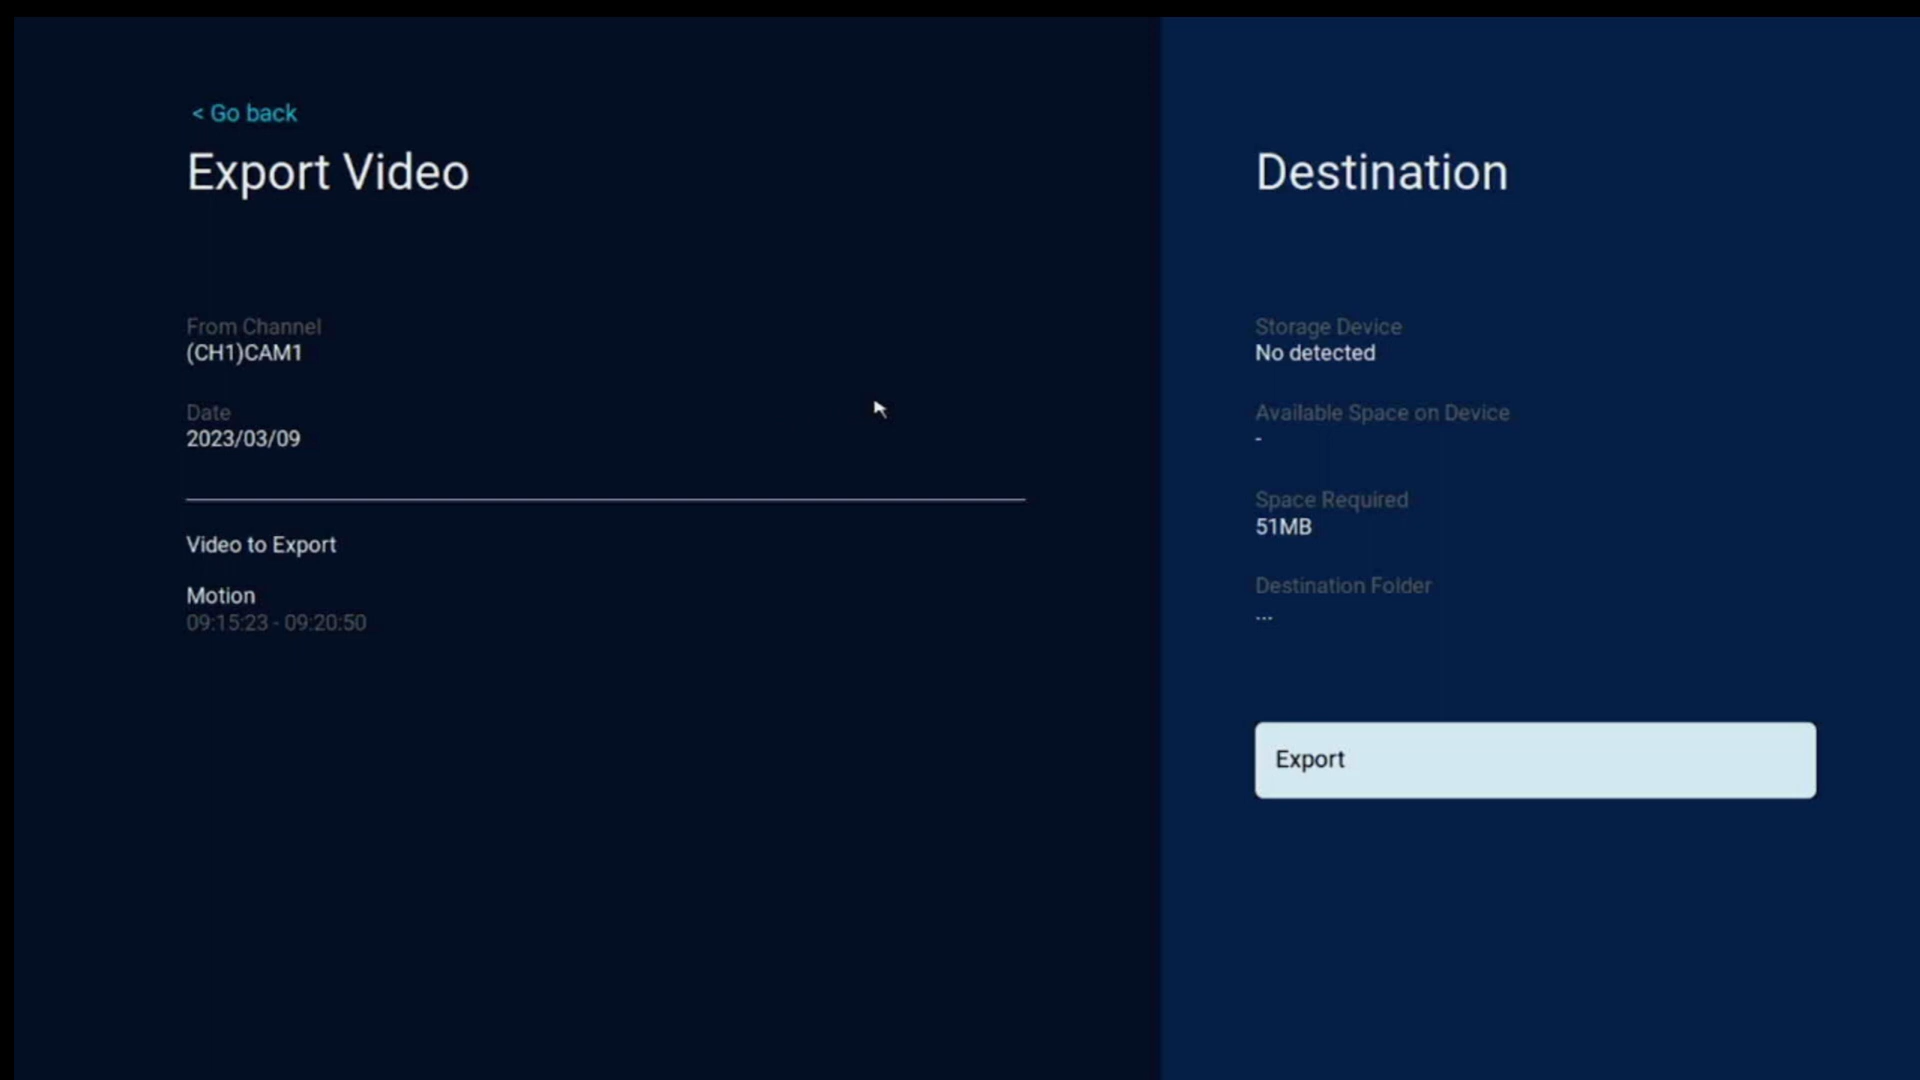 < Go back
Export Video
From Channel
(CH1)CAM1
Date
2023/03/09
Video to Export
Motion
09:15:23 - 09:20:50
Destination
Storage Device
No detected
Available Space on Device
-
Space Required
51MB
Destination Folder
...
Export